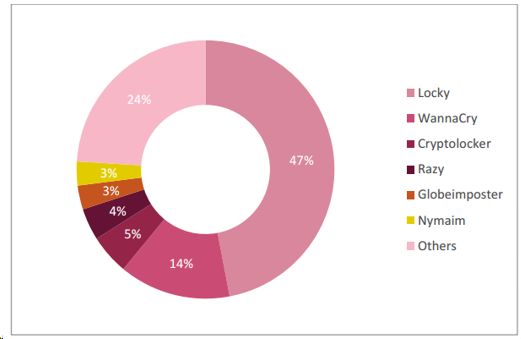 24%
47%
3%
3%
4%
5%
14%
Locky
WannaCry
Cryptolocker
Razy
Globeimposter
Nymaim
Others